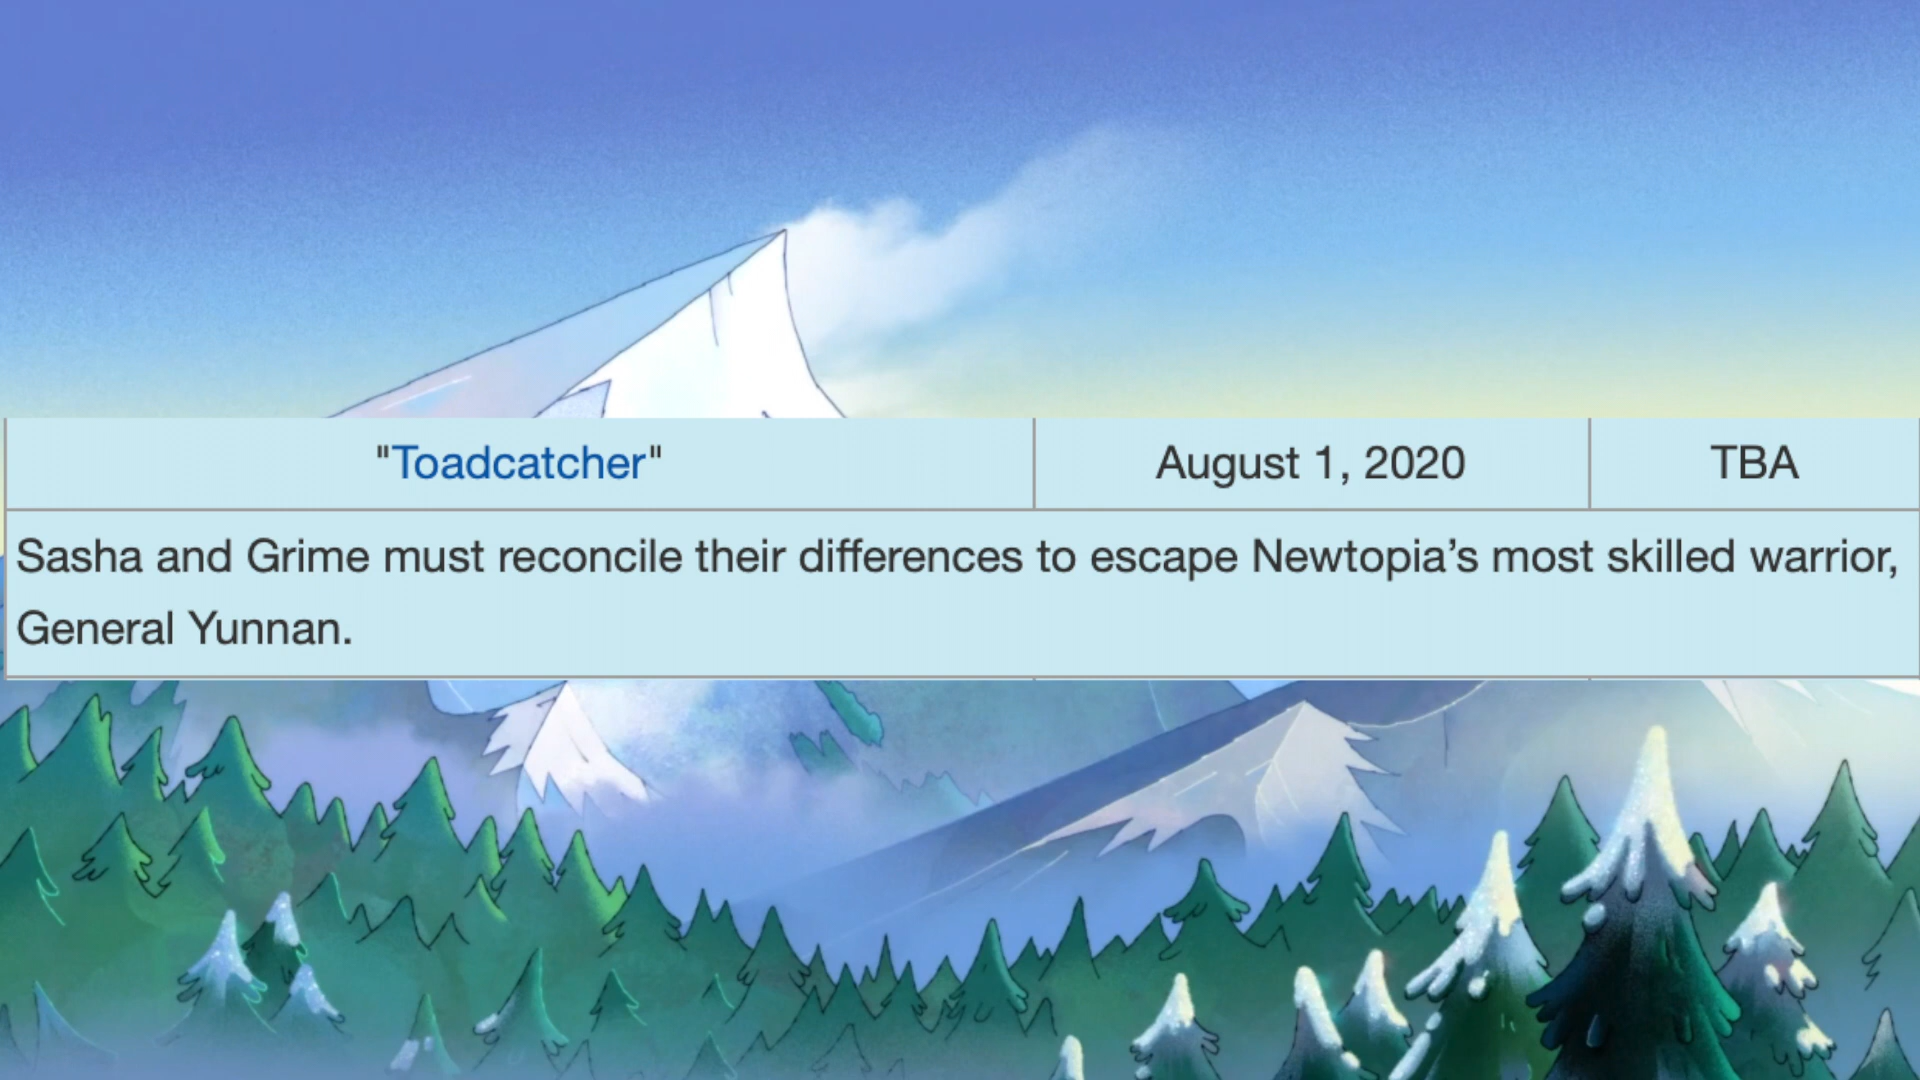 "Toadcatcher" August 1, 2020 TBA
Sasha and Grime must reconcile their differences to escape Newtopia’s most skilled warrior,
General Yunnan.